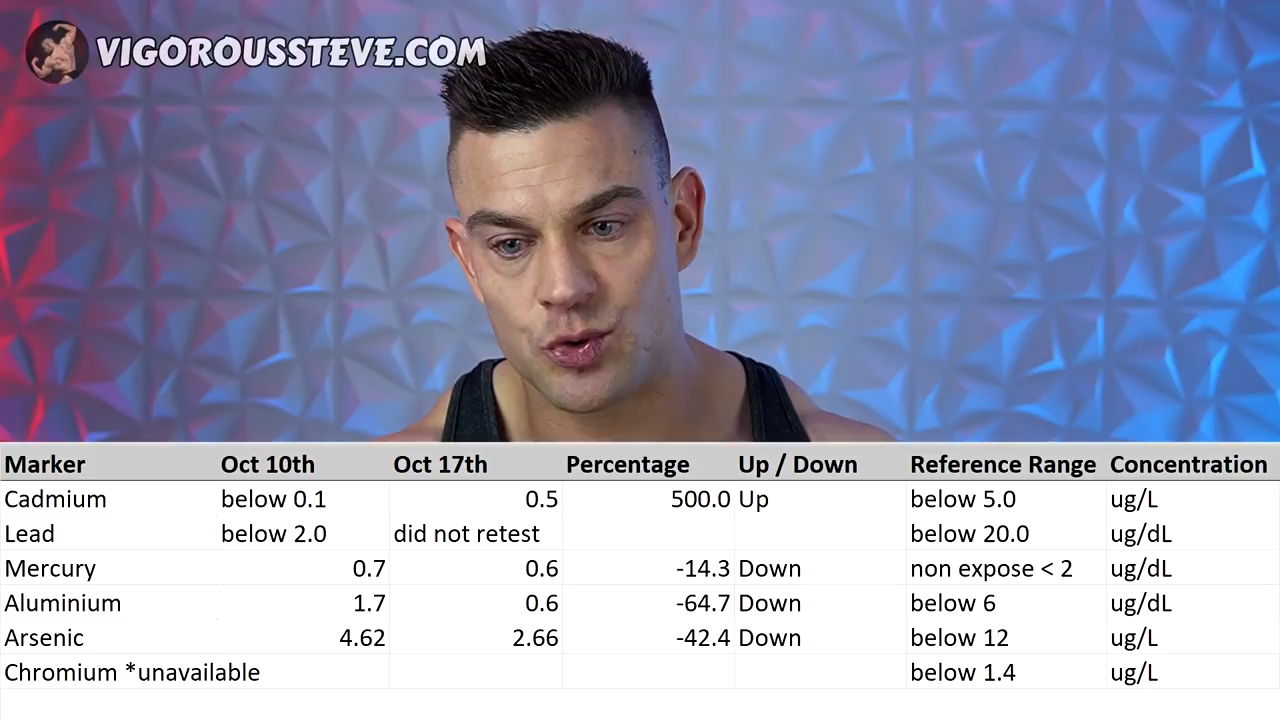 VIGOROUSSTEVE.COM
Marker Oct 10th Oct 17th Percentage Up / Down Reference Range Concentration
Cadmium below 0.1 0.5 500.0 Up below 5.0 ug/L
Lead below 2.0 did not retest below 20.0 ug/dL
Mercury 0.7 0.6 -14.3 Down non expose < 2 ug/dL
Aluminium 1.7 0.6 -64.7 Down below 6 ug/dL
Arsenic 4.62 2.66 -42.4 Down below 12 ug/L
Chromium *unavailable below 1.4 ug/L